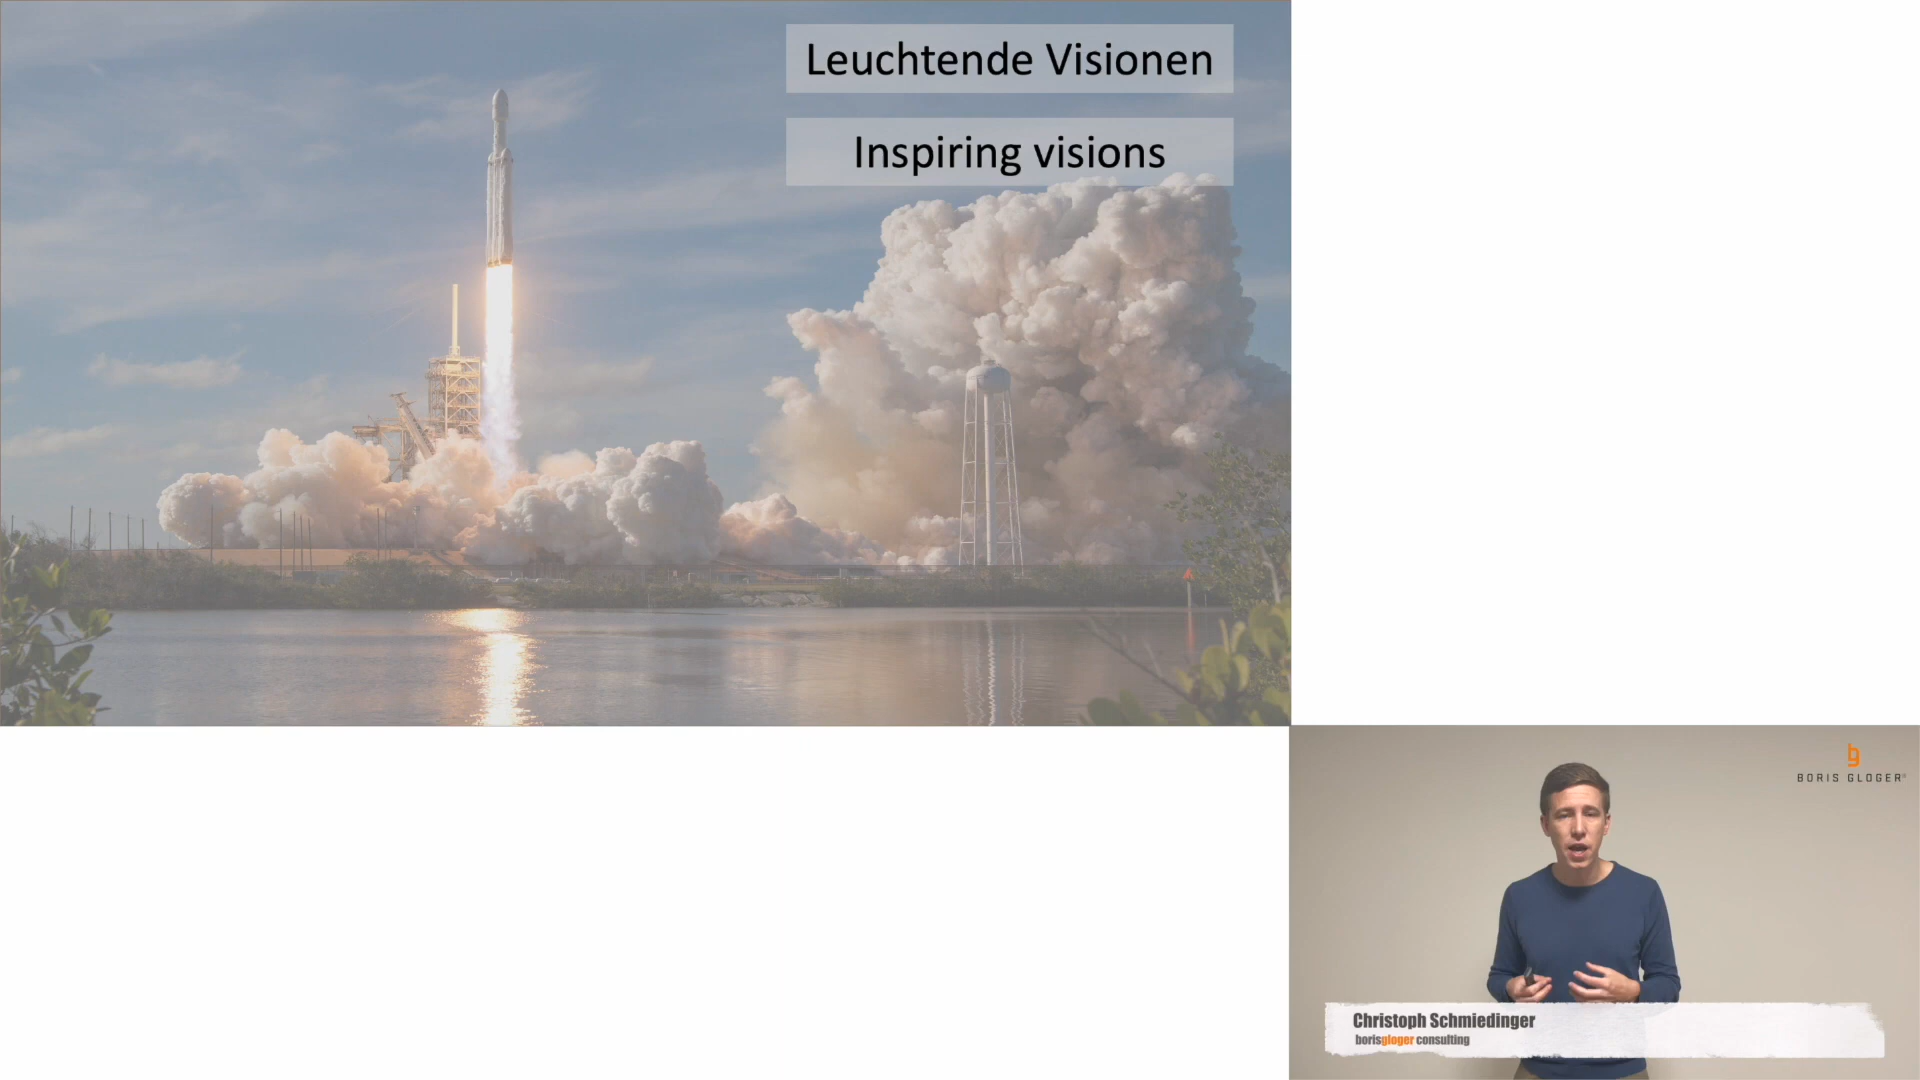 Leuchtende Visionen
Inspiring visions
BORIS GLOGER®
Christoph Schmiedinger
borisgloger consulting